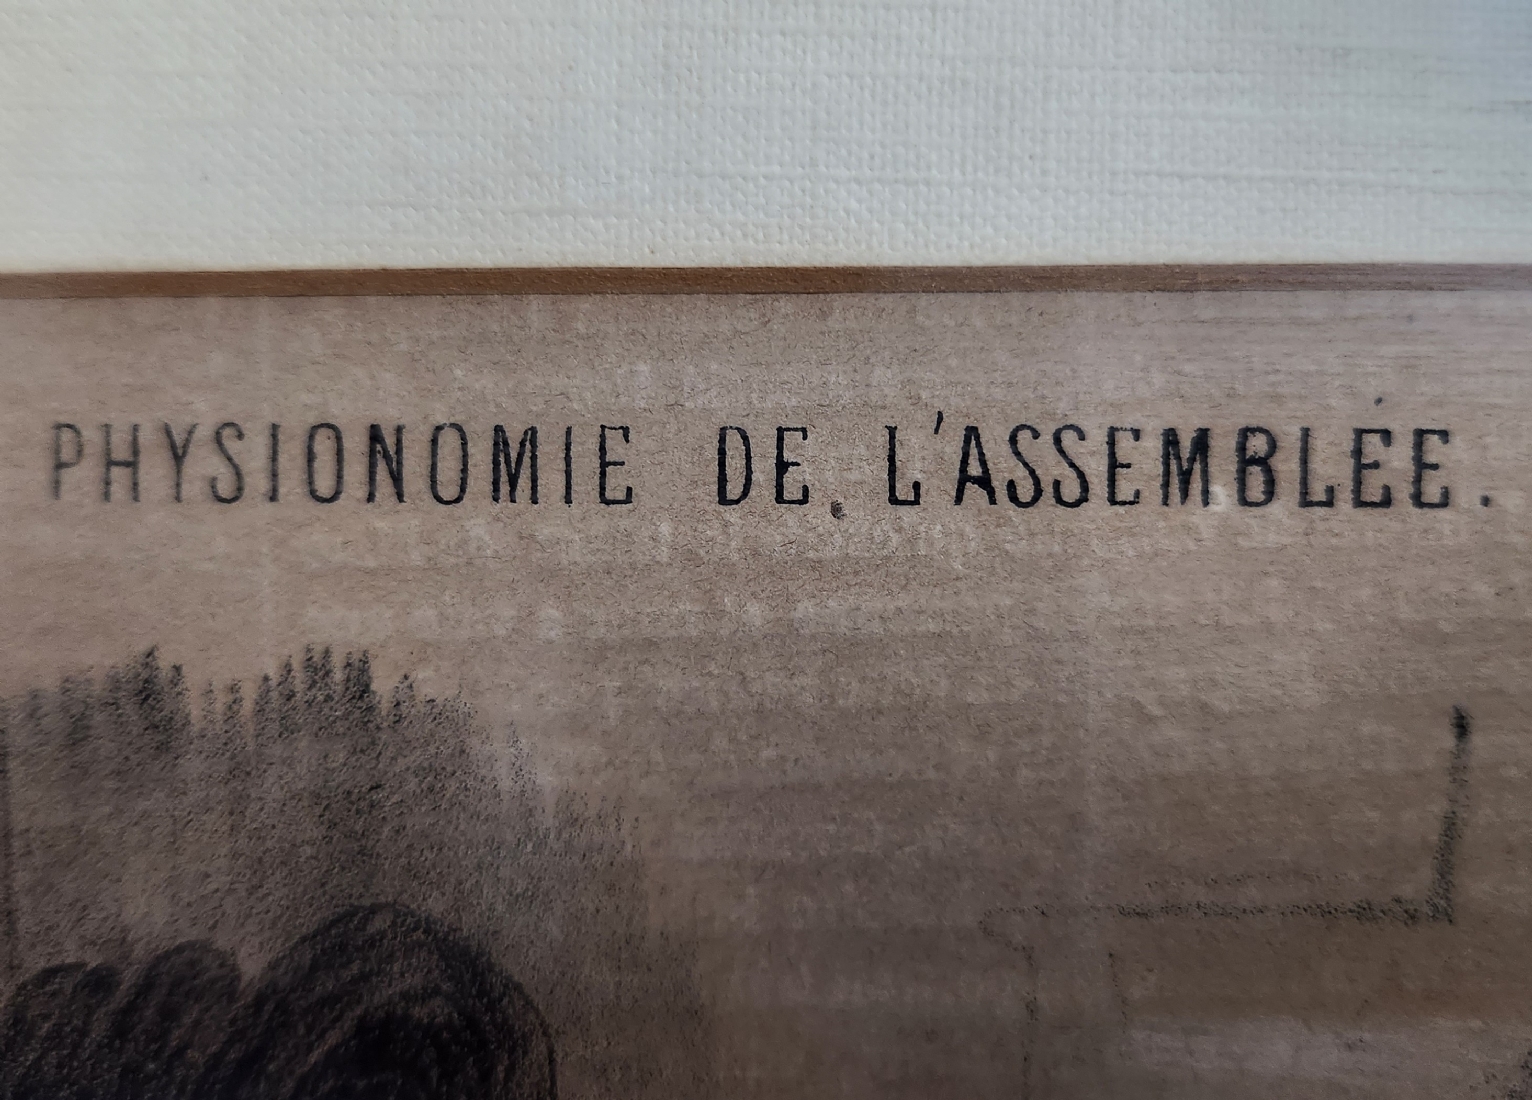 PHYSIONOMIE DE L'ASSEMBLÉE.